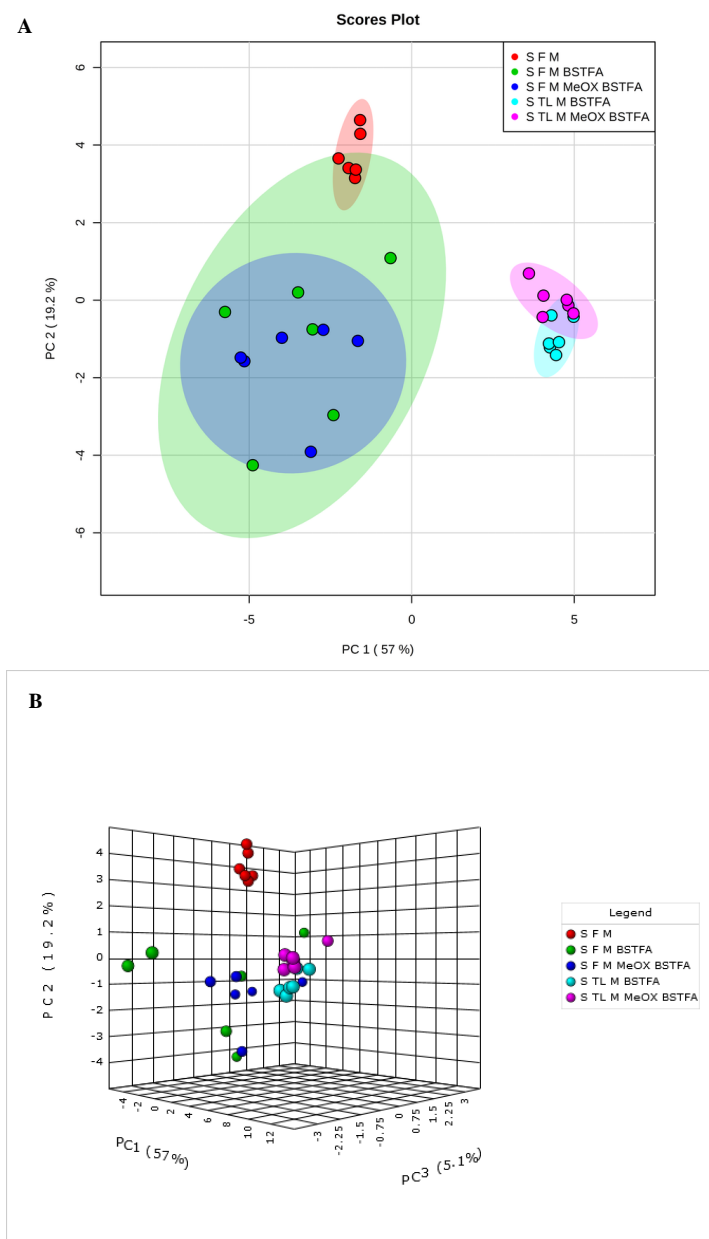 A
Scores Plot
S F M
S F M BSTFA
S F M MeOX BSTFA
S TL M BSTFA
S TL M MeOX BSTFA
6
4
2
0
-2
-4
-6
PC 2 ( 19.2 %)
-5
0
5
PC 1 ( 57 %)
B
4
3
2
1
0
-1
-2
-3
-4
PC 2 (19.2%)
-4
-2
0
2
4
6
8
10
12
PC1 (57%)
-3
-2.25
-1.5
-0.75
0
0.75
1.5
2.25
3
PC3 (5.1%)
Legend
S F M
S F M BSTFA
S F M MeOX BSTFA
S TL M BSTFA
S TL M MeOX BSTFA